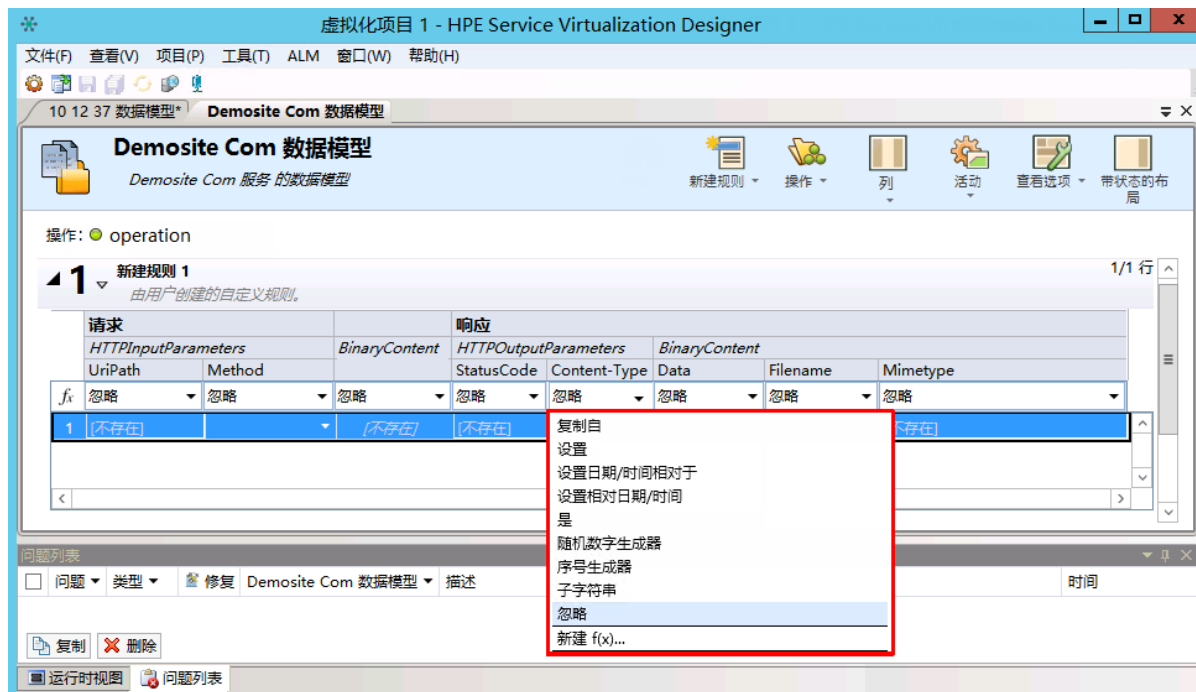 虚拟化项目 1 - HPE Service Virtualization Designer
文件(F) 查看(V) 项目(P) 工具(T) ALM 窗口(W) 帮助(H)
10 12 37 数据模型* Demosite Com 数据模型
Demosite Com 数据模型
Demosite Com 服务 的数据模型
新建规则 操作 列 活动 查看选项 带状态的布局
操作: operation
1 新建规则 1 1/1 行
由用户创建的自定义规则。
请求 响应
HTTPInputParameters BinaryContent HTTPOutputParameters BinaryContent
UriPath Method StatusCode Content-Type Data Filename Mimetype
fx 忽略 忽略 忽略 忽略 忽略 忽略 忽略 忽略
1 [不存在] [不存在] [不存在] 不存在]
复制自
设置
设置日期/时间相对于
设置相对日期/时间
是
随机数字生成器
序号生成器
子字符串
忽略
新建 f(x)...
问题列表
问题 类型 修复 Demosite Com 数据模型 描述 时间
复制 删除
运行时视图 问题列表